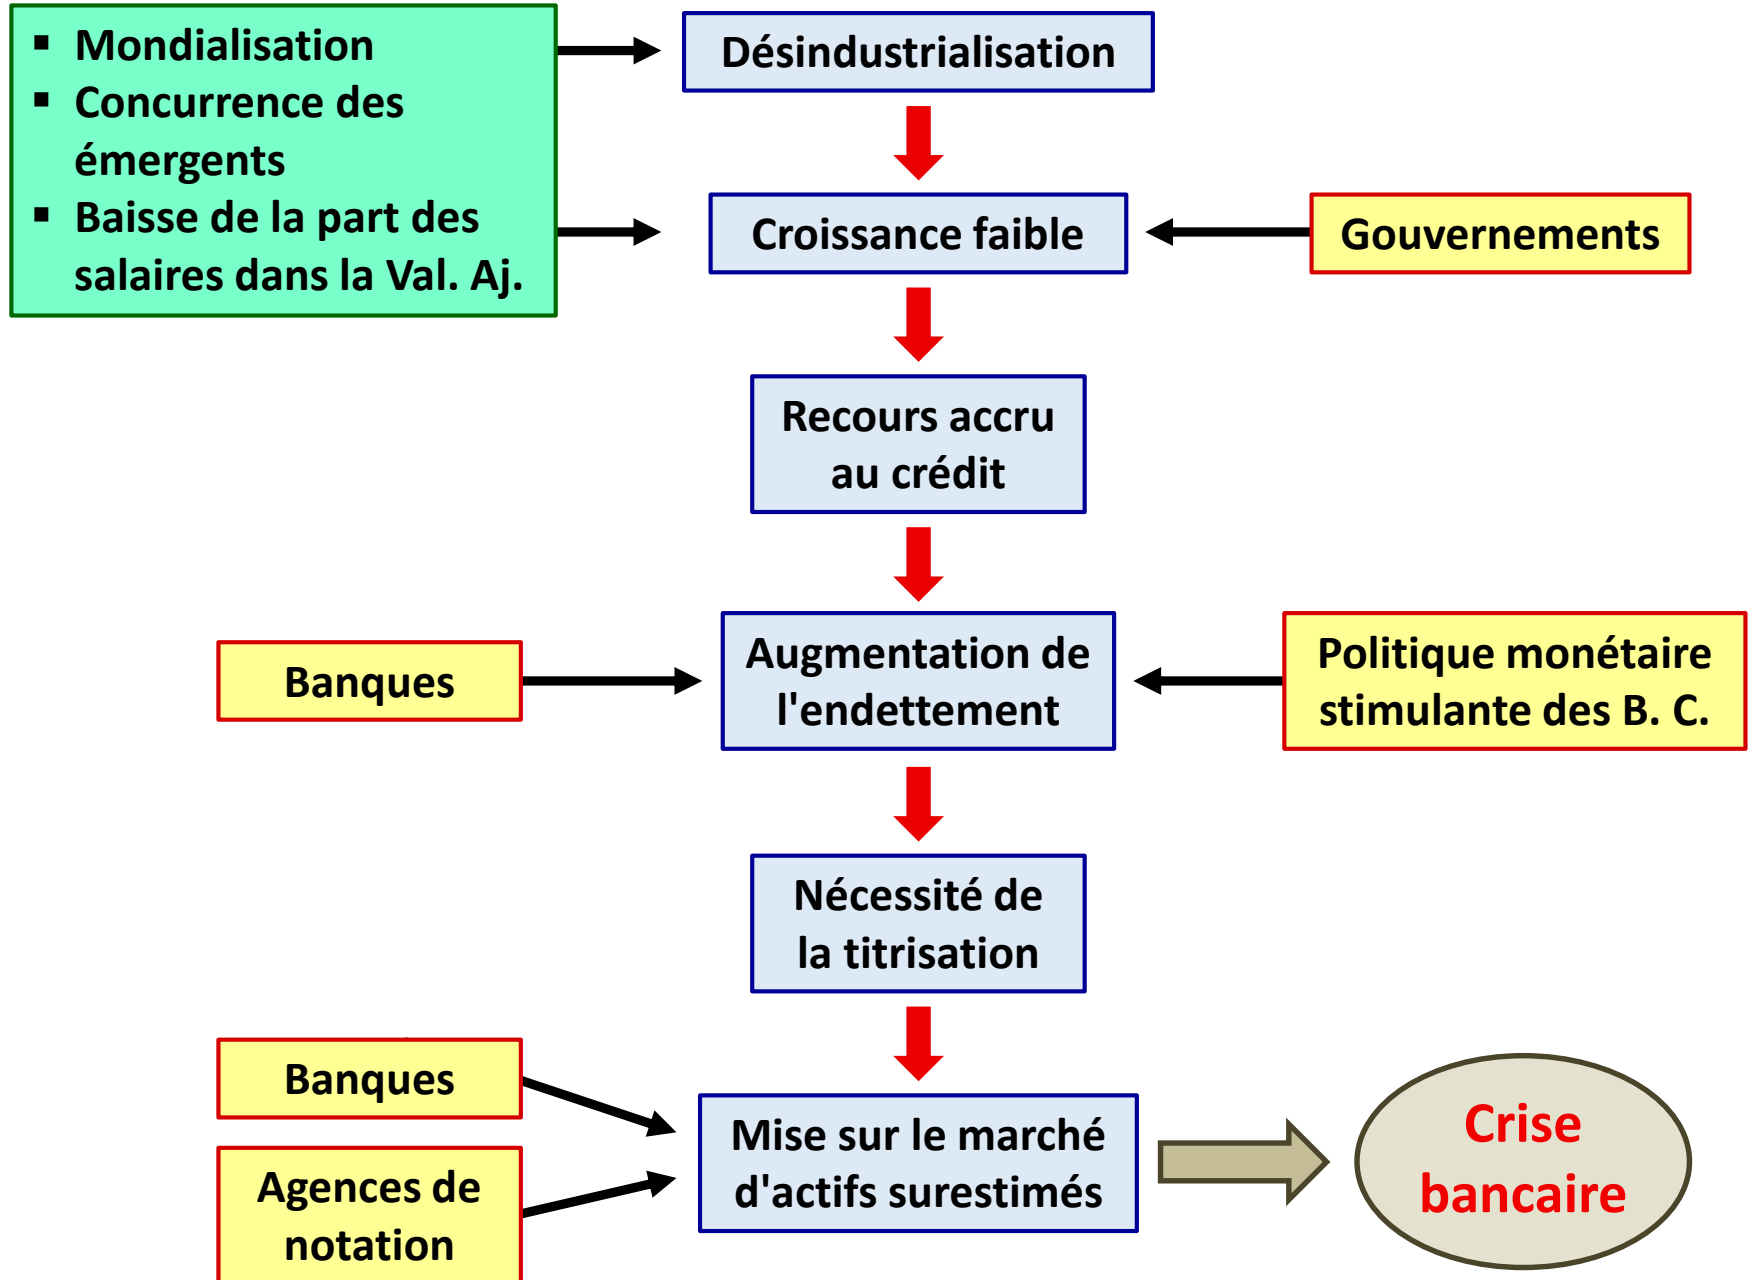 ▪ Mondialisation
▪ Concurrence des
émergents
▪ Baisse de la part des
salaires dans la Val. Aj.
Désindustrialisation
Croissance faible
Gouvernements
Recours accru
au crédit
Banques
Augmentation de
l'endettement
Politique monétaire
stimulante des B. C.
Nécessité de
la titrisation
Banques
Agences de
notation
Mise sur le marché
d'actifs surestimés
Crise
bancaire